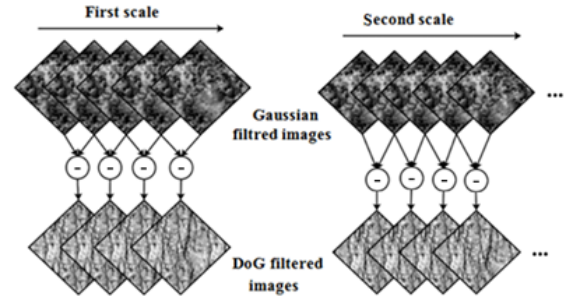 First scale
Second scale
...
Gaussian
filtred images
- - - -
- - - -
DoG filtered
images
...